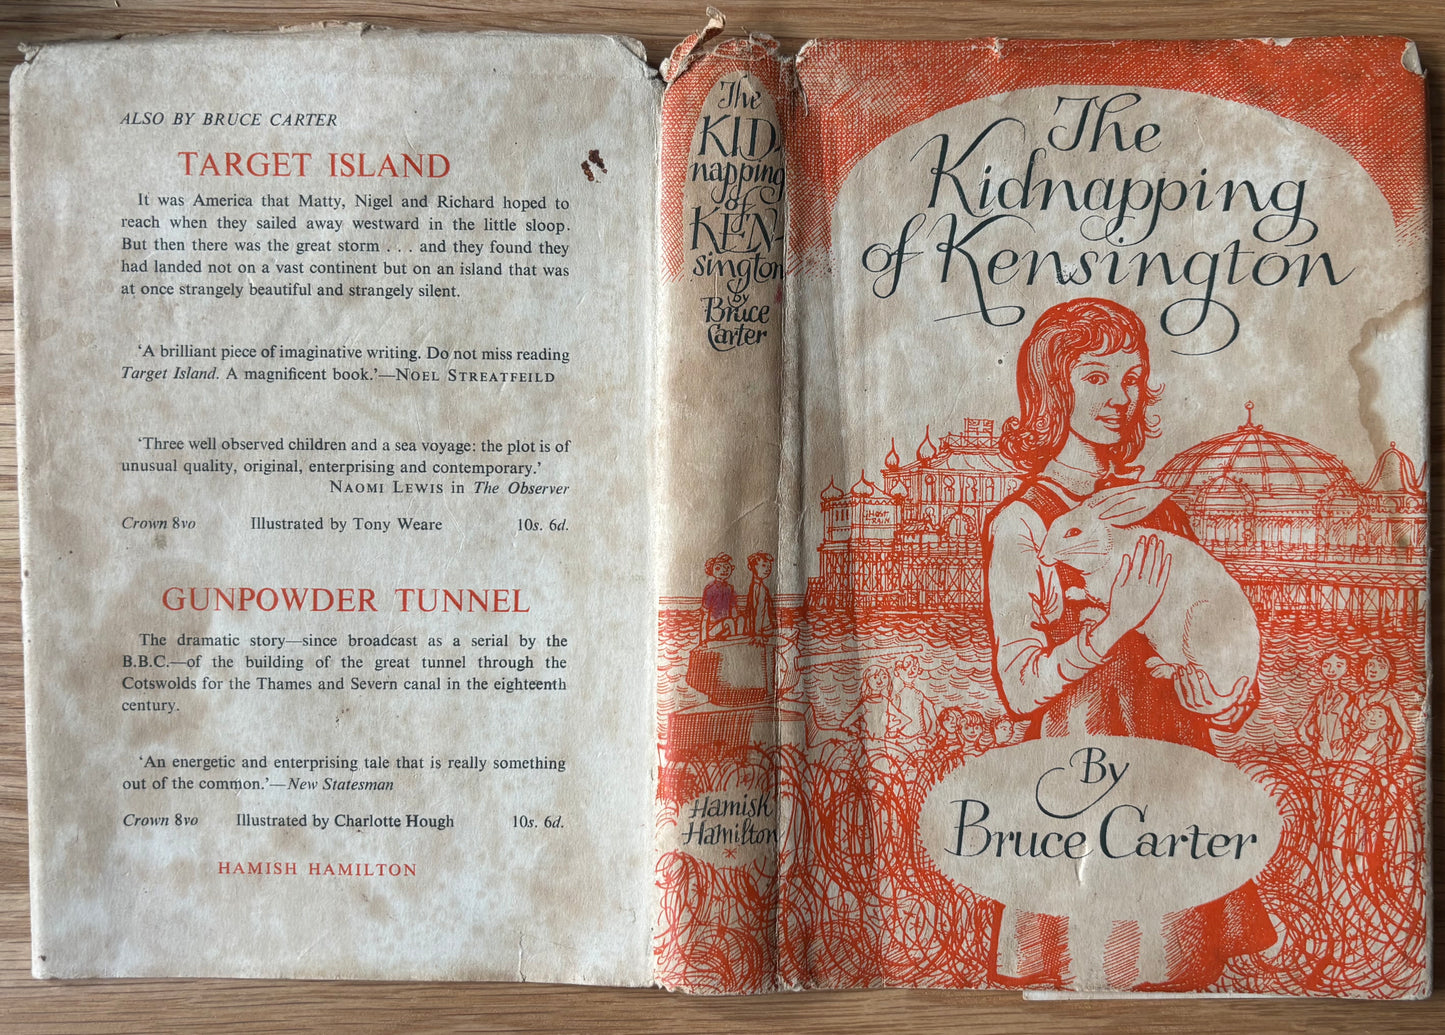 ALSO BY BRUCE CARTER
TARGET ISLAND
It was America that Matty, Nigel and Richard hoped to
reach when they sailed away westward in the little sloop.
But then there was the great storm . . . and they found they
had landed not on a vast continent but on an island that was
at once strangely beautiful and strangely silent.
‘A brilliant piece of imaginative writing. Do not miss reading
Target Island. A magnificent book.’—NOEL STREATFEILD
‘Three well observed children and a sea voyage: the plot is of
unusual quality, original, enterprising and contemporary.’
NAOMI LEWIS in The Observer
Crown 8vo Illustrated by Tony Weare 10s. 6d.
GUNPOWDER TUNNEL
The dramatic story—since broadcast as a serial by the
B.B.C.—of the building of the great tunnel through the
Cotswolds for the Thames and Severn canal in the eighteenth
century.
‘An energetic and enterprising tale that is really something
out of the common.’—New Statesman
Crown 8vo Illustrated by Charlotte Hough 10s. 6d.
HAMISH HAMILTON
The
KID-
napping
of
KEN-
sington
by
Bruce
Carter
Hamish
Hamilton
The
Kidnapping
of Kensington
GHOST
TRAIN
By
Bruce Carter